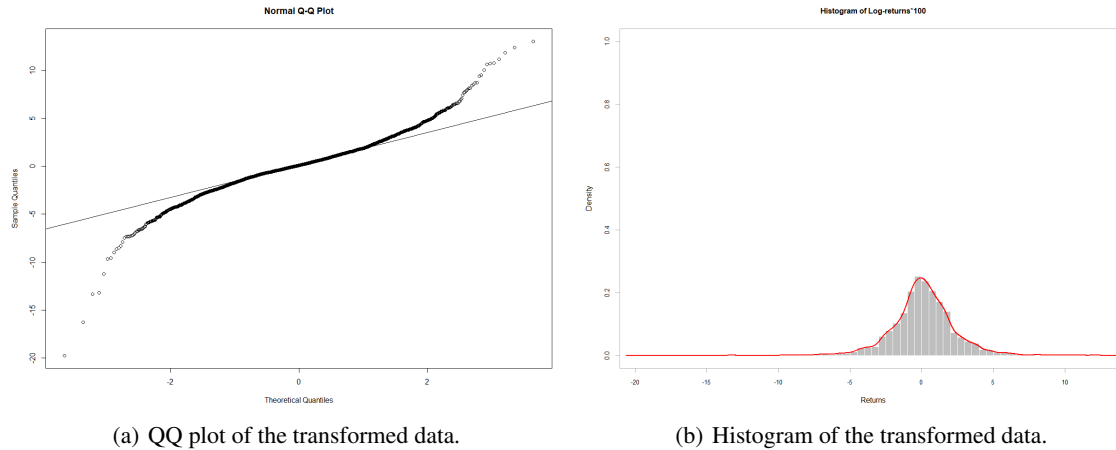 Normal Q-Q Plot
Sample Quantiles
10
5
0
-5
-10
-15
-20
-2
0
2
Theoretical Quantiles
(a) QQ plot of the transformed data.
Histogram of Log-returns*100
Density
1.0
0.8
0.6
0.4
0.2
0.0
-20
-15
-10
-5
0
5
10
Returns
(b) Histogram of the transformed data.